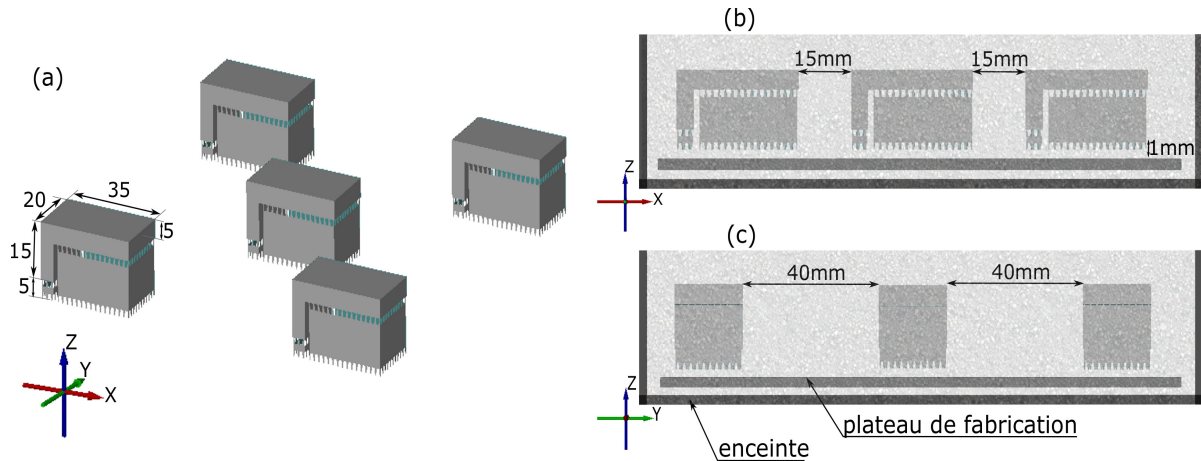 (a)
20
35
5
15
5
Z
Y
X
(b)
15mm
15mm
1mm
Z
X
(c)
40mm
40mm
Z
Y
plateau de fabrication
enceinte